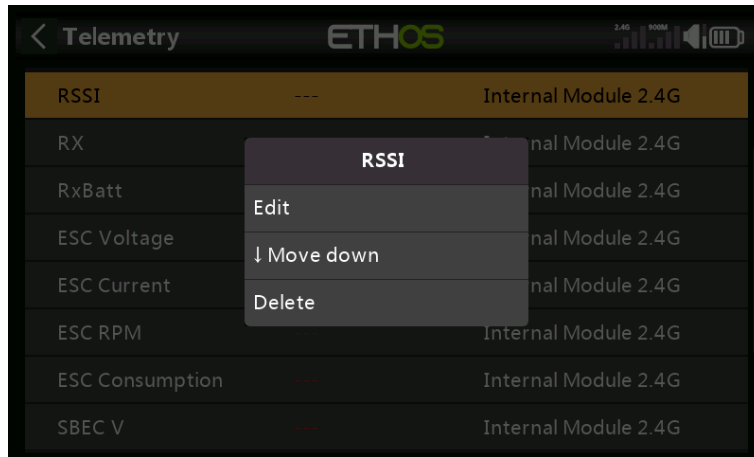 Telemetry ETHOS 2.4G 900M
RSSI --- Internal Module 2.4G
RX nal Module 2.4G
RSSI
RxBatt nal Module 2.4G
Edit
ESC Voltage nal Module 2.4G
↓ Move down
ESC Current nal Module 2.4G
Delete
ESC RPM --- Internal Module 2.4G
ESC Consumption --- Internal Module 2.4G
SBEC V --- Internal Module 2.4G